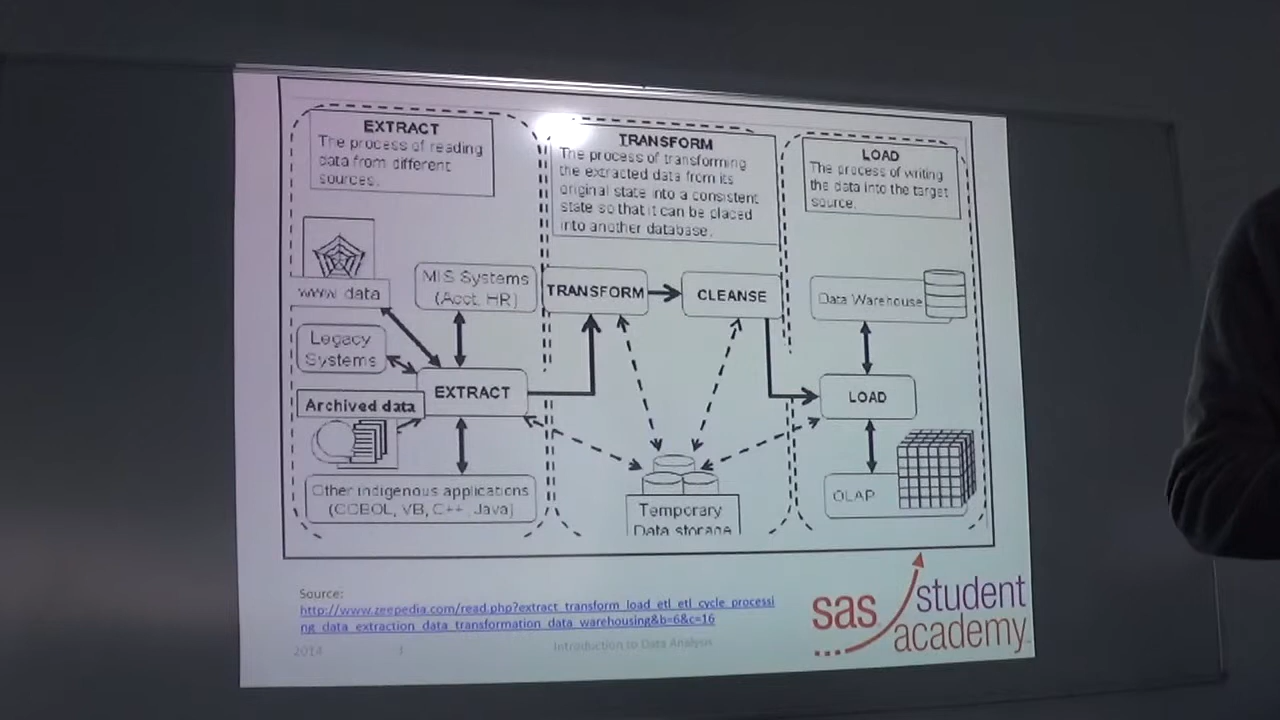 EXTRACT
The process of reading
data from different
sources.
TRANSFORM
The process of transforming
the extracted data from its
original state into a consistent
state so that it can be placed
into another database.
LOAD
The process of writing
the data into the target
source.
www data
MIS Systems
(Acct, HR)
Legacy
Systems
EXTRACT
Archived data
Other indigenous applications
(COBOL, VB, C++, Java)
TRANSFORM
CLEANSE
Temporary
Data storage
Data Warehouse
LOAD
OLAP
Source:
http://www.zeepedia.com/read.php?extract_transform_load_etl_etl_cycle_processi
ng_data_extraction_data_transformation_data_warehousing&b=6&c=16
2014
1
Introduction to Data Analysis
sas
student
academy